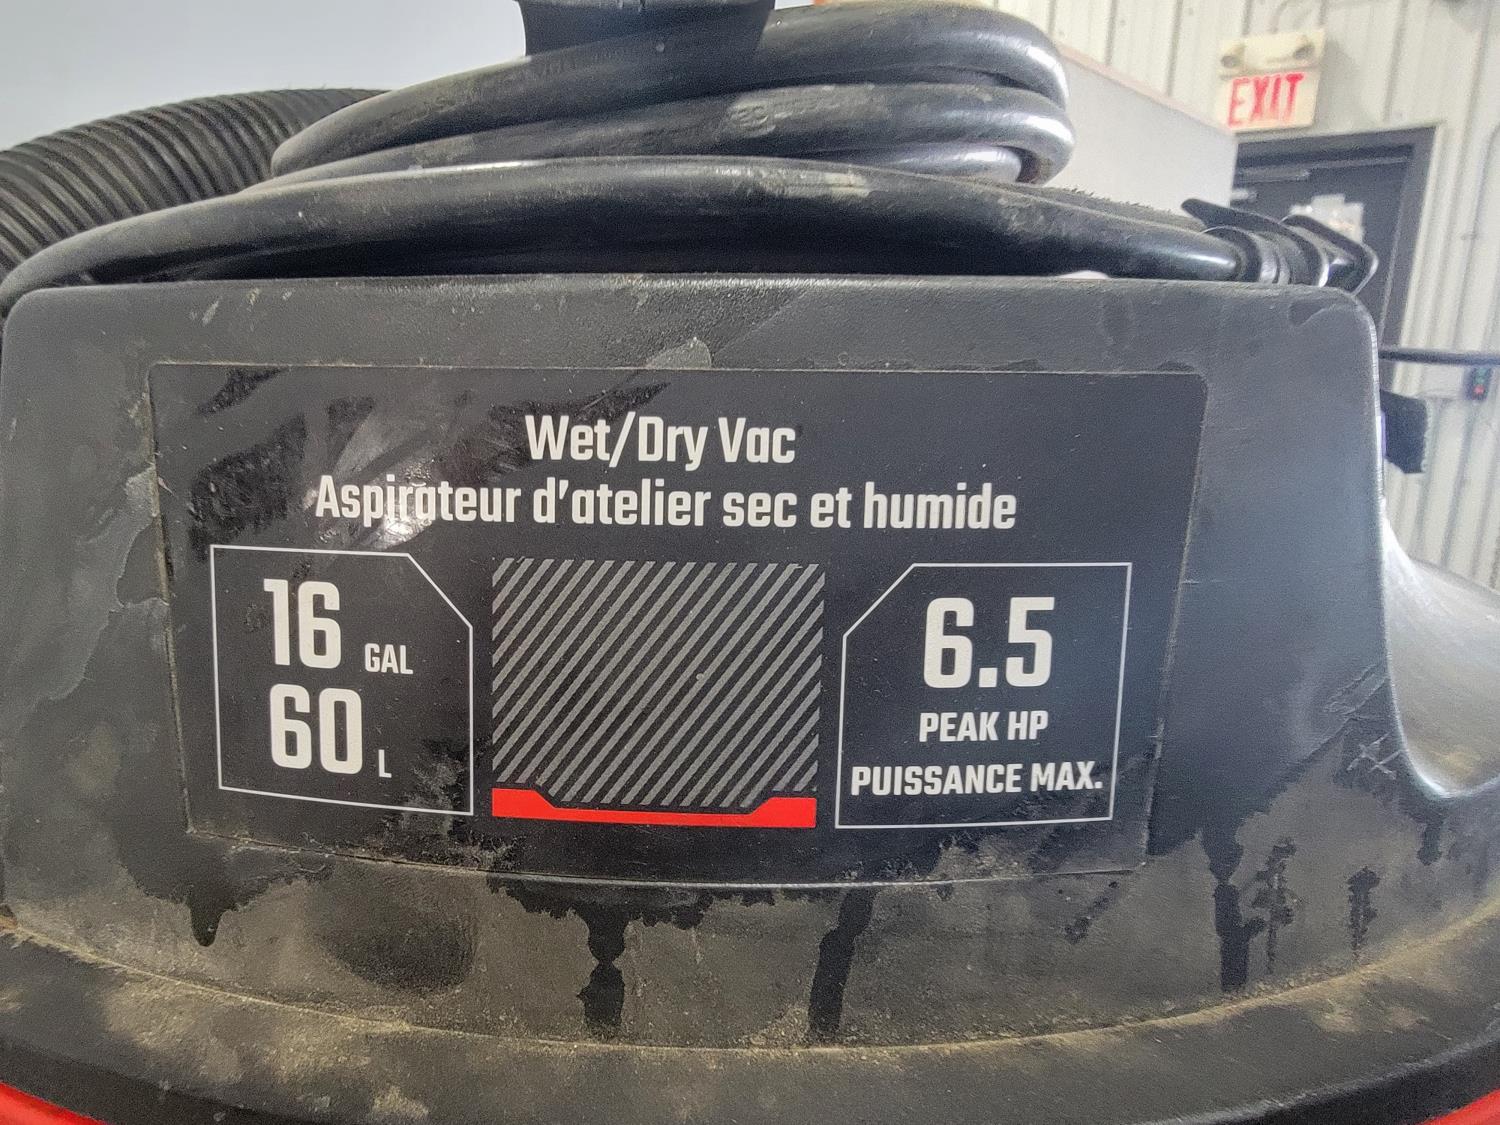 EXIT
Wet/Dry Vac
Aspirateur d'atelier sec et humide
16 GAL
60 L
6.5
PEAK HP
PUISSANCE MAX.